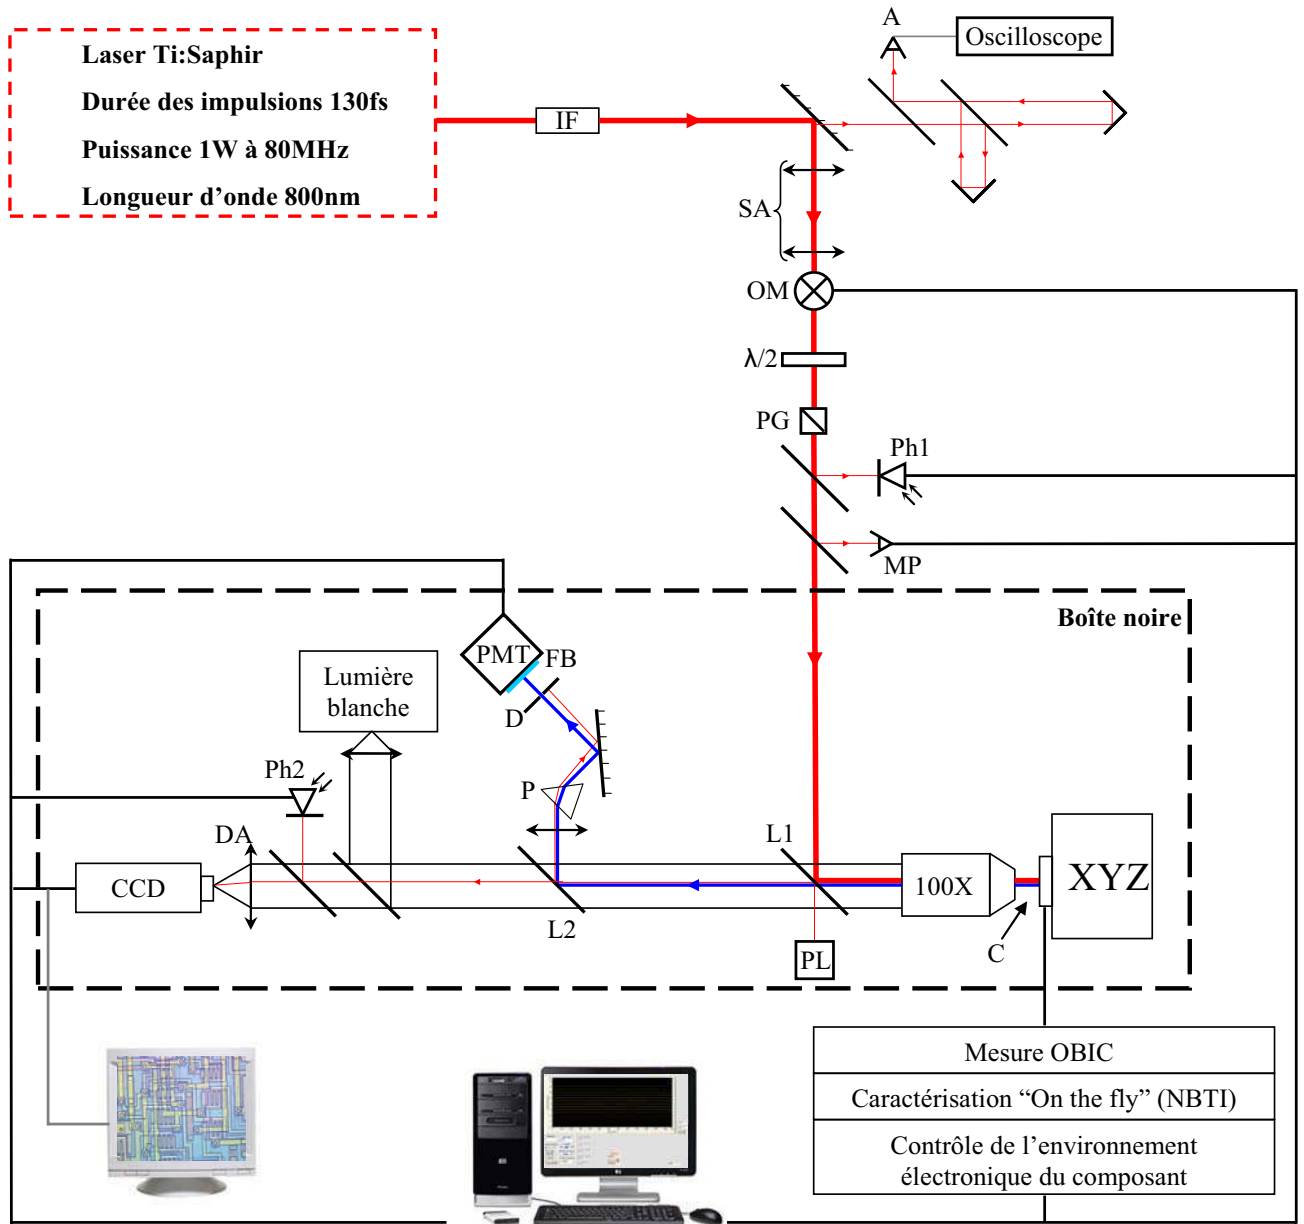 Laser Ti:Saphir
Durée des impulsions 130fs
Puissance 1W à 80MHz
Longueur d'onde 800nm
IF
A
Oscilloscope
SA
OM
λ/2
PG
Ph1
MP
Boîte noire
PMT
FB
D
Lumière
blanche
Ph2
P
DA
L1
CCD
100X
XYZ
L2
C
PL
Mesure OBIC
Caractérisation “On the fly” (NBTI)
Contrôle de l'environnement
électronique du composant